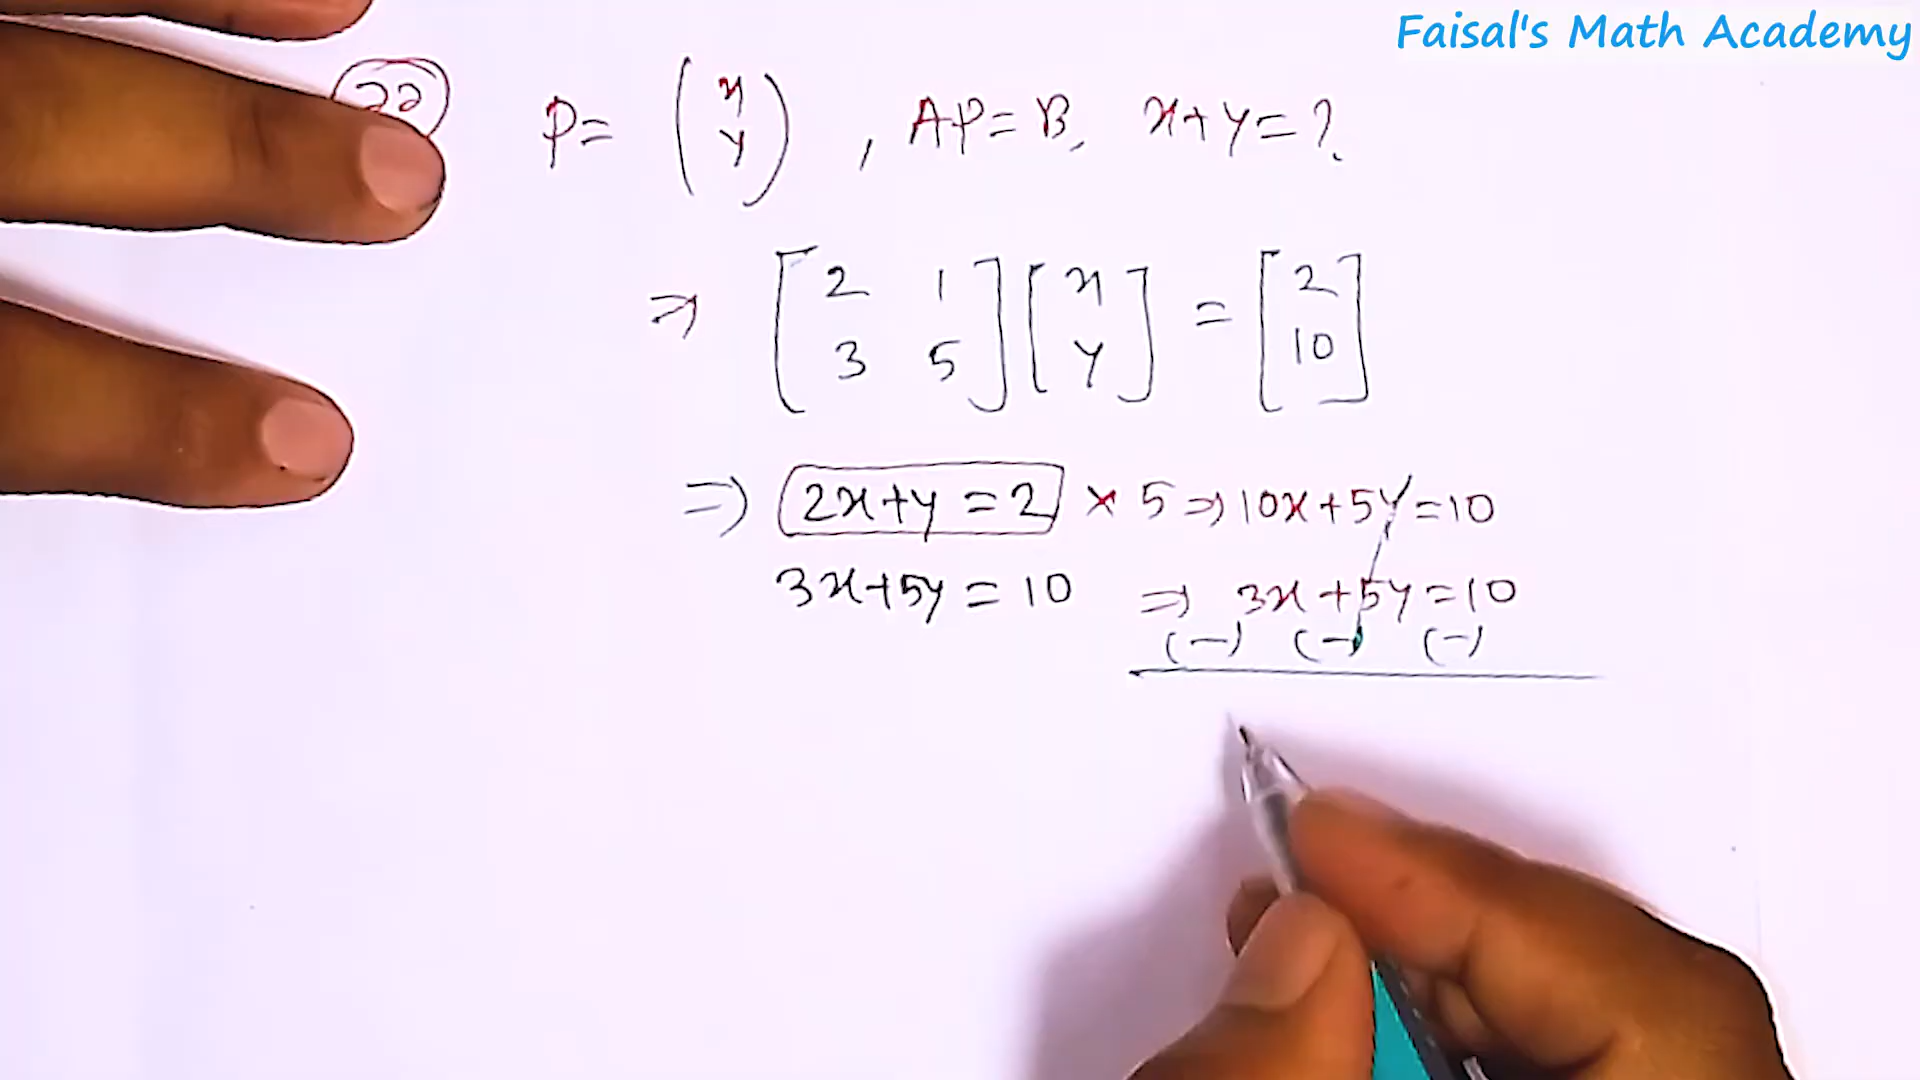 Faisal's Math Academy
22 P= (x y) , AP=B, x+y=?
⇒ [2 1 3 5] [x y] = [2 10]
⇒ 2x+y=2 × 5 ⇒ 10x+5y=10
3x+5y=10 ⇒ 3x+5y=10
(-) (-) (-)